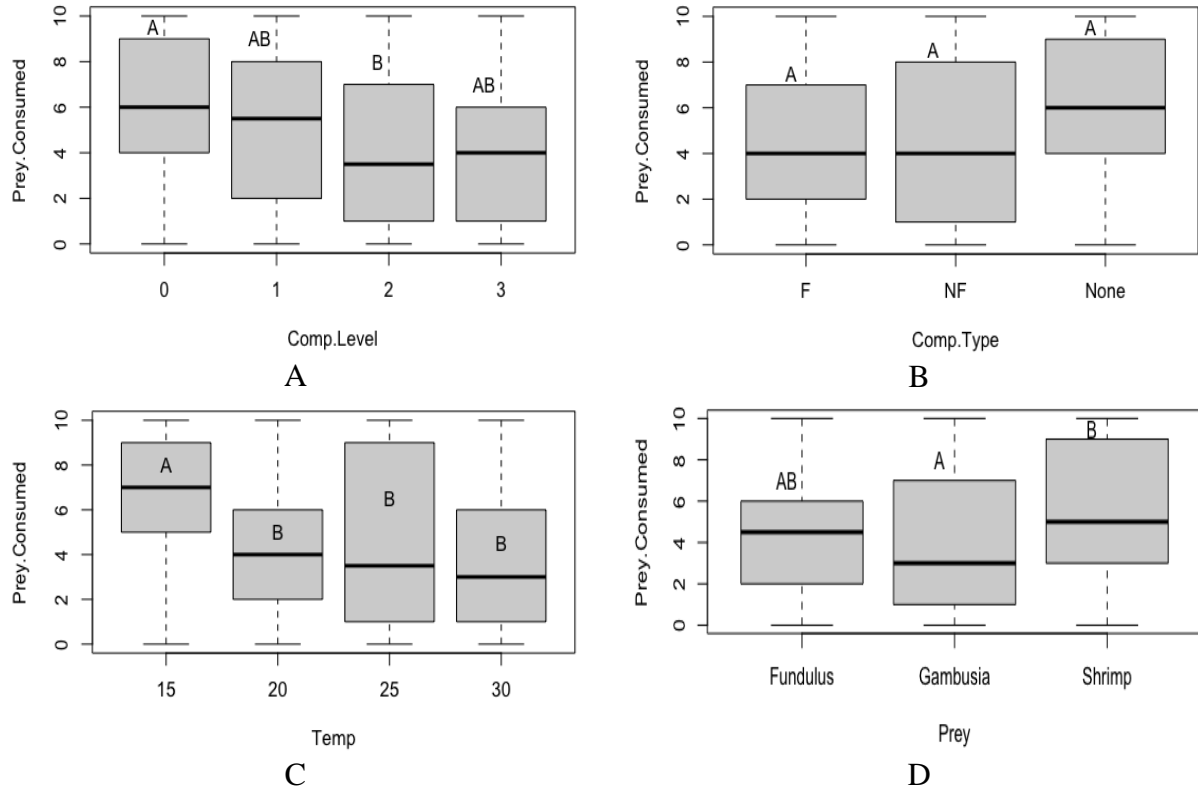 Prey.Consumed
10
8
6
4
2
0
A
AB
B
AB
0 1 2 3
Comp.Level
A
Prey.Consumed
10
8
6
4
2
0
A
A
A
F NF None
Comp.Type
B
Prey.Consumed
10
8
6
4
2
0
A
B
B
B
15 20 25 30
Temp
C
Prey.Consumed
10
8
6
4
2
0
AB
A
B
Fundulus Gambusia Shrimp
Prey
D